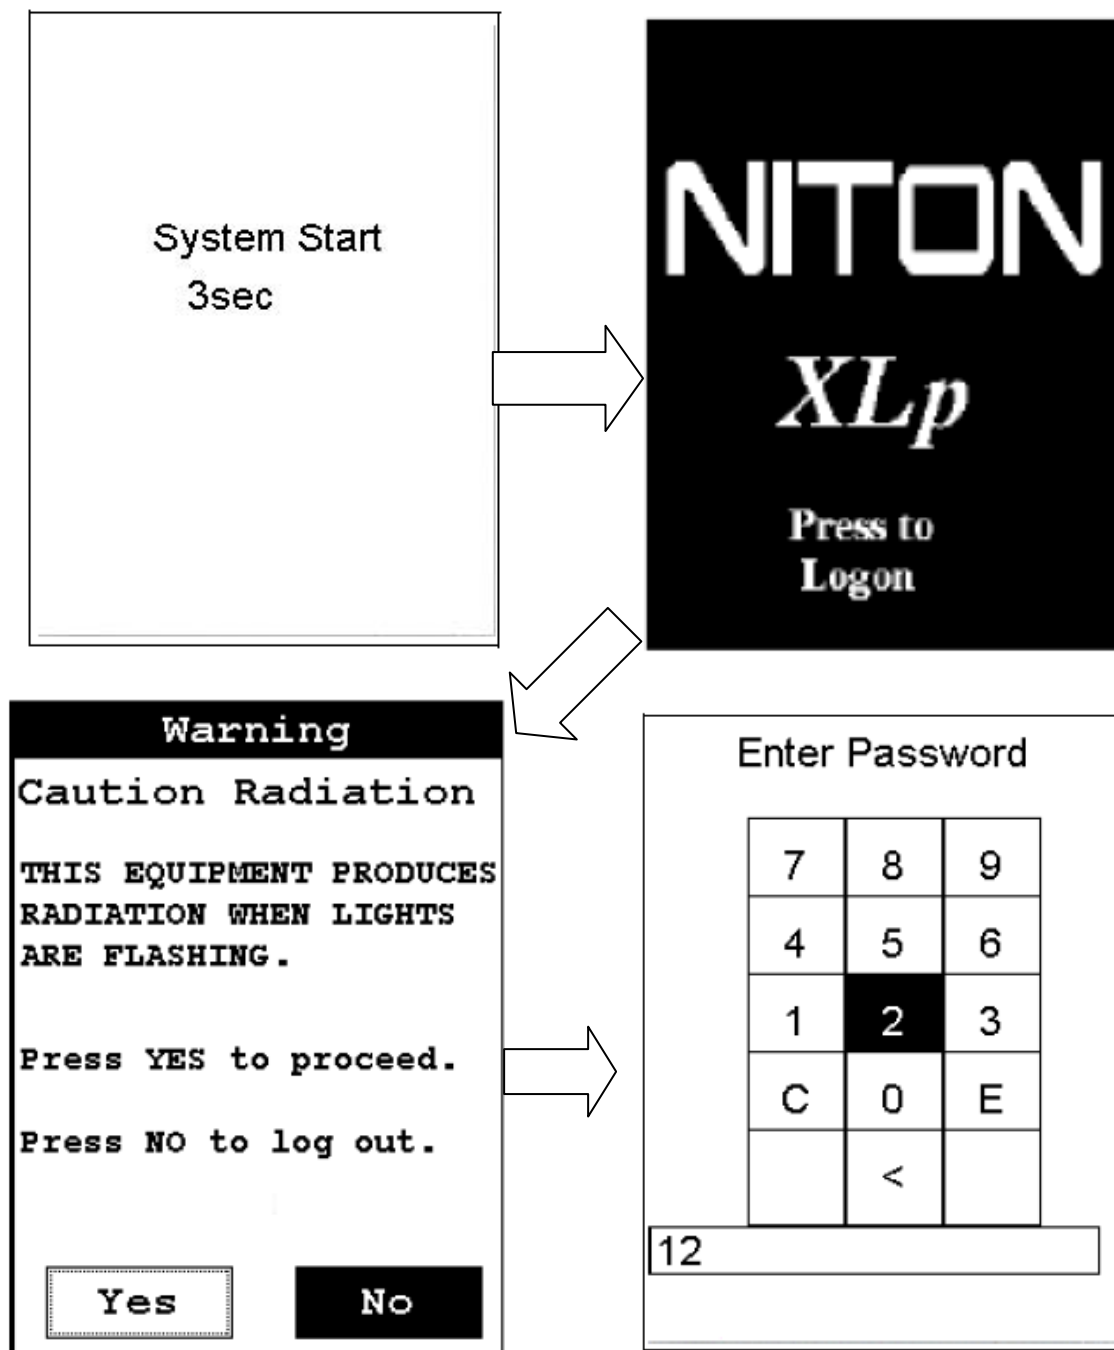 System Start
3sec
NITON
XLp
Press to
Logon
Warning
Caution Radiation
THIS EQUIPMENT PRODUCES
RADIATION WHEN LIGHTS
ARE FLASHING.
Press YES to proceed.
Press NO to log out.
Yes No
Enter Password
7 8 9
4 5 6
1 2 3
C 0 E
<
12